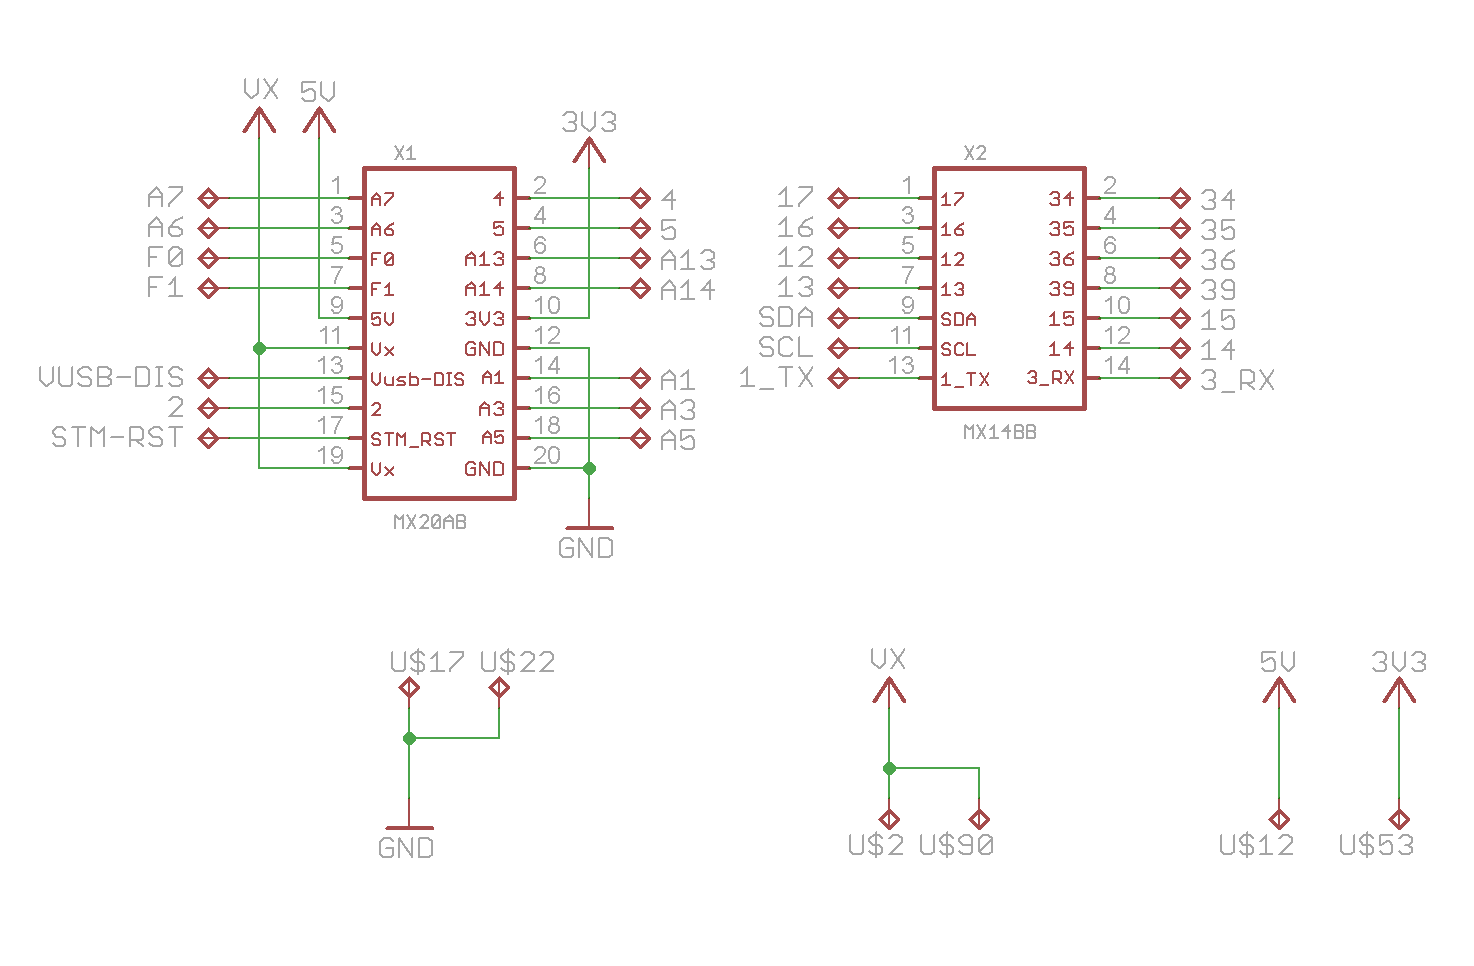 VX 5V
3V3
X1 X2
A7 1 A7 4 2 4 17 1 17 34 2 34
A6 3 A6 5 4 5 16 3 16 35 4 35
F0 5 F0 A13 6 A13 12 5 12 36 6 36
F1 7 F1 A14 8 A14 13 7 13 39 8 39
9 5V 3V3 10 SDA 9 SDA 15 10 15
11 Vx GND 12 SCL 11 SCL 14 12 14
VUSB-DIS 13 Vusb-DIS A1 14 A1 1_TX 13 1_TX 3_RX 14 3_RX
2 15 2 A3 16 A3
STM-RST 17 STM_RST A5 18 A5
19 Vx GND 20
MX14BB
MX20AB
GND
U$17 U$22 VX 5V 3V3
GND U$2 U$90 U$12 U$53